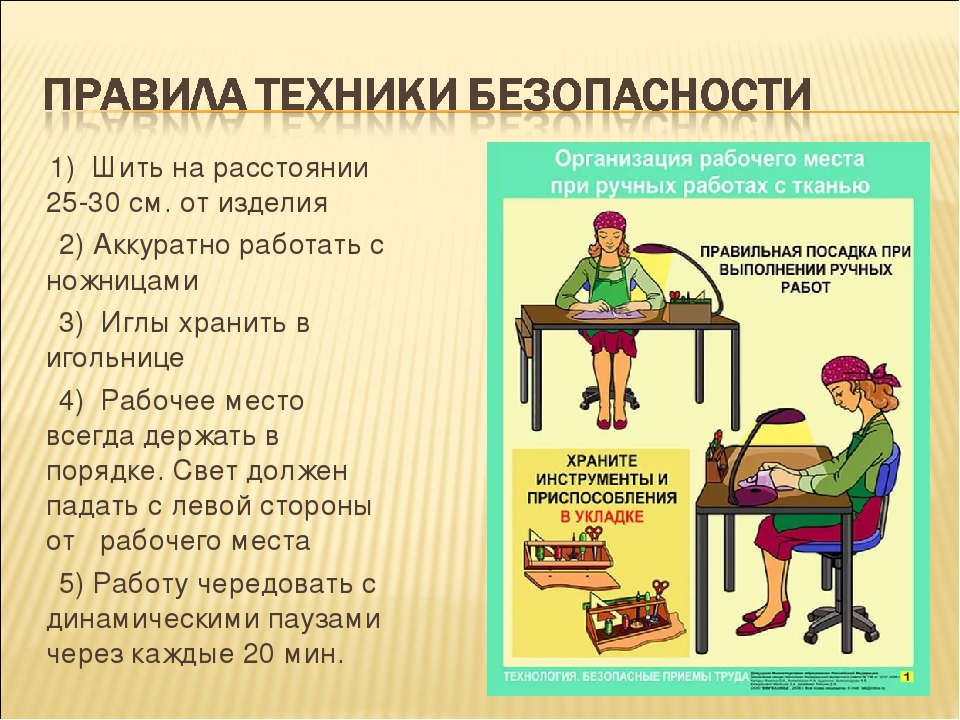 ПРАВИЛА ТЕХНИКИ БЕЗОПАСНОСТИ
1) Шить на расстоянии
25-30 см. от изделия
2) Аккуратно работать с
ножницами
3) Иглы хранить в
игольнице
4) Рабочее место
всегда держать в
порядке. Свет должен
падать с левой стороны
от рабочего места
5) Работу чередовать с
динамическими паузами
через каждые 20 мин.
Организация рабочего места
при ручных работах с тканью
ПРАВИЛЬНАЯ ПОСАДКА ПРИ
ВЫПОЛНЕНИИ РУЧНЫХ
РАБОТ
ХРАНИТЕ
ИНСТРУМЕНТЫ И
ПРИСПОСОБЛЕНИЯ
В УКЛАДКЕ
ТЕХНОЛОГИЯ. БЕЗОПАСНЫЕ ПРИЕМЫ ТРУДА
1